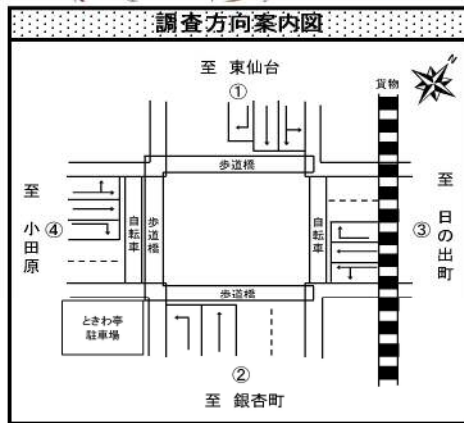 調査方向案内図
至 東仙台
①
貨物
N
歩道橋
至 小田原
④
自転車
歩道橋
自転車
至 日の出町
③
歩道橋
ときわ亭
駐車場
②
至 銀杏町